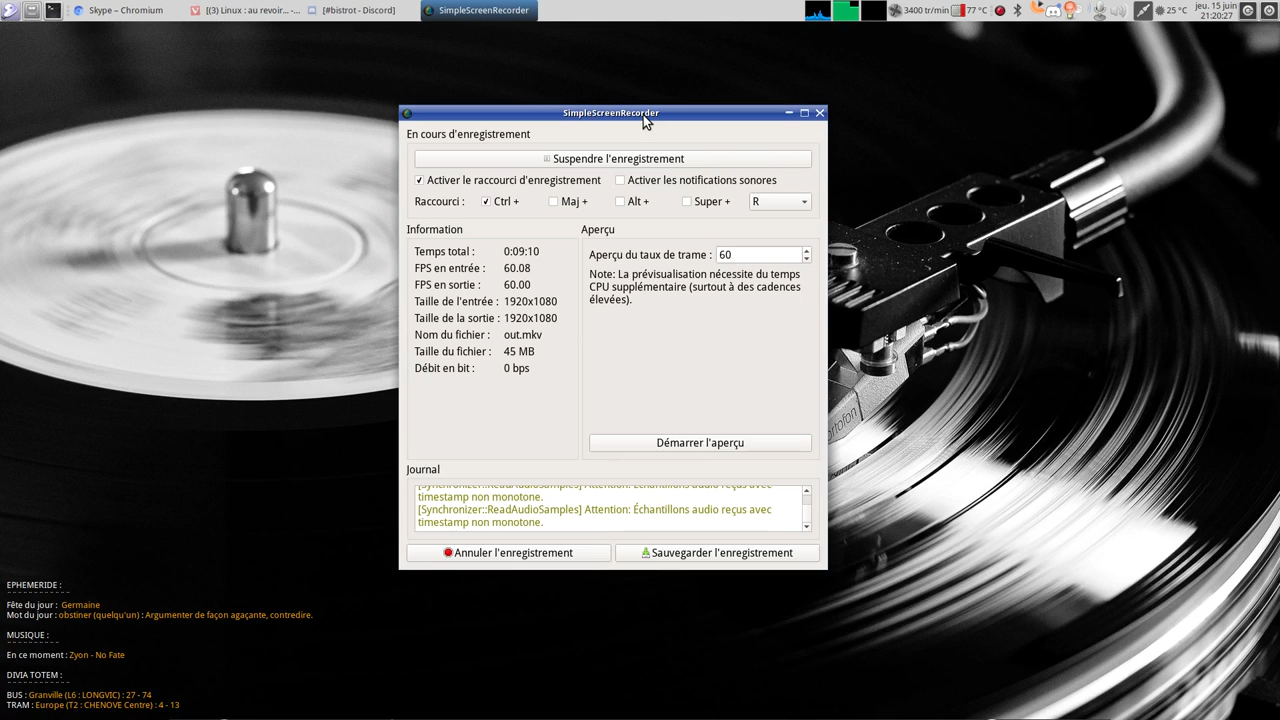 Skype – Chromium
[(3) Linux : au revoir... -...
[#bistrot - Discord]
SimpleScreenRecorder
3400 tr/min
77 °C
25 °C
jeu. 15 juin
21:20:27
SimpleScreenRecorder
En cours d'enregistrement
Suspendre l'enregistrement
Activer le raccourci d'enregistrement
Activer les notifications sonores
Raccourci :
Ctrl +
Maj +
Alt +
Super +
R
Information
Temps total : 0:09:10
FPS en entrée : 60.08
FPS en sortie : 60.00
Taille de l'entrée : 1920x1080
Taille de la sortie : 1920x1080
Nom du fichier : out.mkv
Taille du fichier : 45 MB
Débit en bit : 0 bps
Aperçu
Aperçu du taux de trame : 60
Note: La prévisualisation nécessite du temps
CPU supplémentaire (surtout à des cadences
élevées).
Démarrer l'aperçu
Journal
[Synchronizer::ReadAudioSamples] Attention: Échantillons audio reçus avec
timestamp non monotone.
[Synchronizer::ReadAudioSamples] Attention: Échantillons audio reçus avec
timestamp non monotone.
Annuler l'enregistrement
Sauvegarder l'enregistrement
ortofon
EPHEMERIDE :
Fête du jour : Germaine
Mot du jour : obstiner (quelqu'un) : Argumenter de façon agaçante, contredire.
MUSIQUE :
En ce moment : Zyon - No Fate
DIVIA TOTEM :
BUS : Granville (L6 : LONGVIC) : 27 - 74
TRAM : Europe (T2 : CHENOVE Centre) : 4 - 13